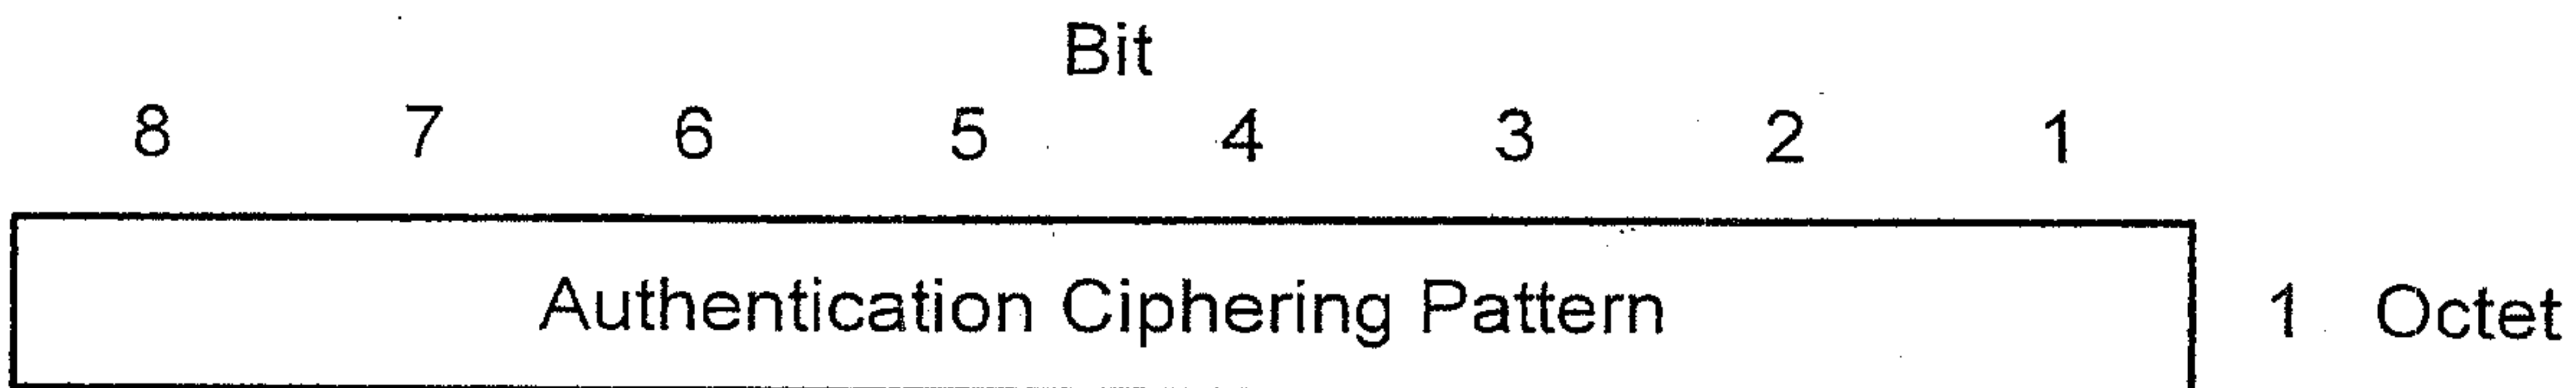 Bit
8 7 6 5 4 3 2 1
Authentication Ciphering Pattern 1 Octet